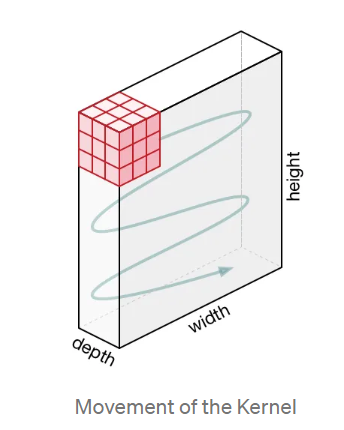 height
width
depth
Movement of the Kernel